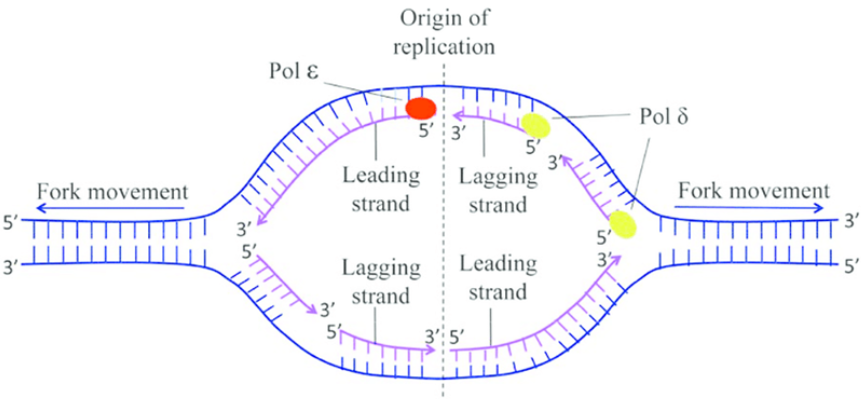 Origin of
replication
Pol ε
Pol δ
5′
3′
5′
3′
Leading
strand
Lagging
strand
Fork movement
Fork movement
5′
3′
3′
5′
5′
3′
3′
5′
Lagging
strand
Leading
strand
3′
5′
3′
5′